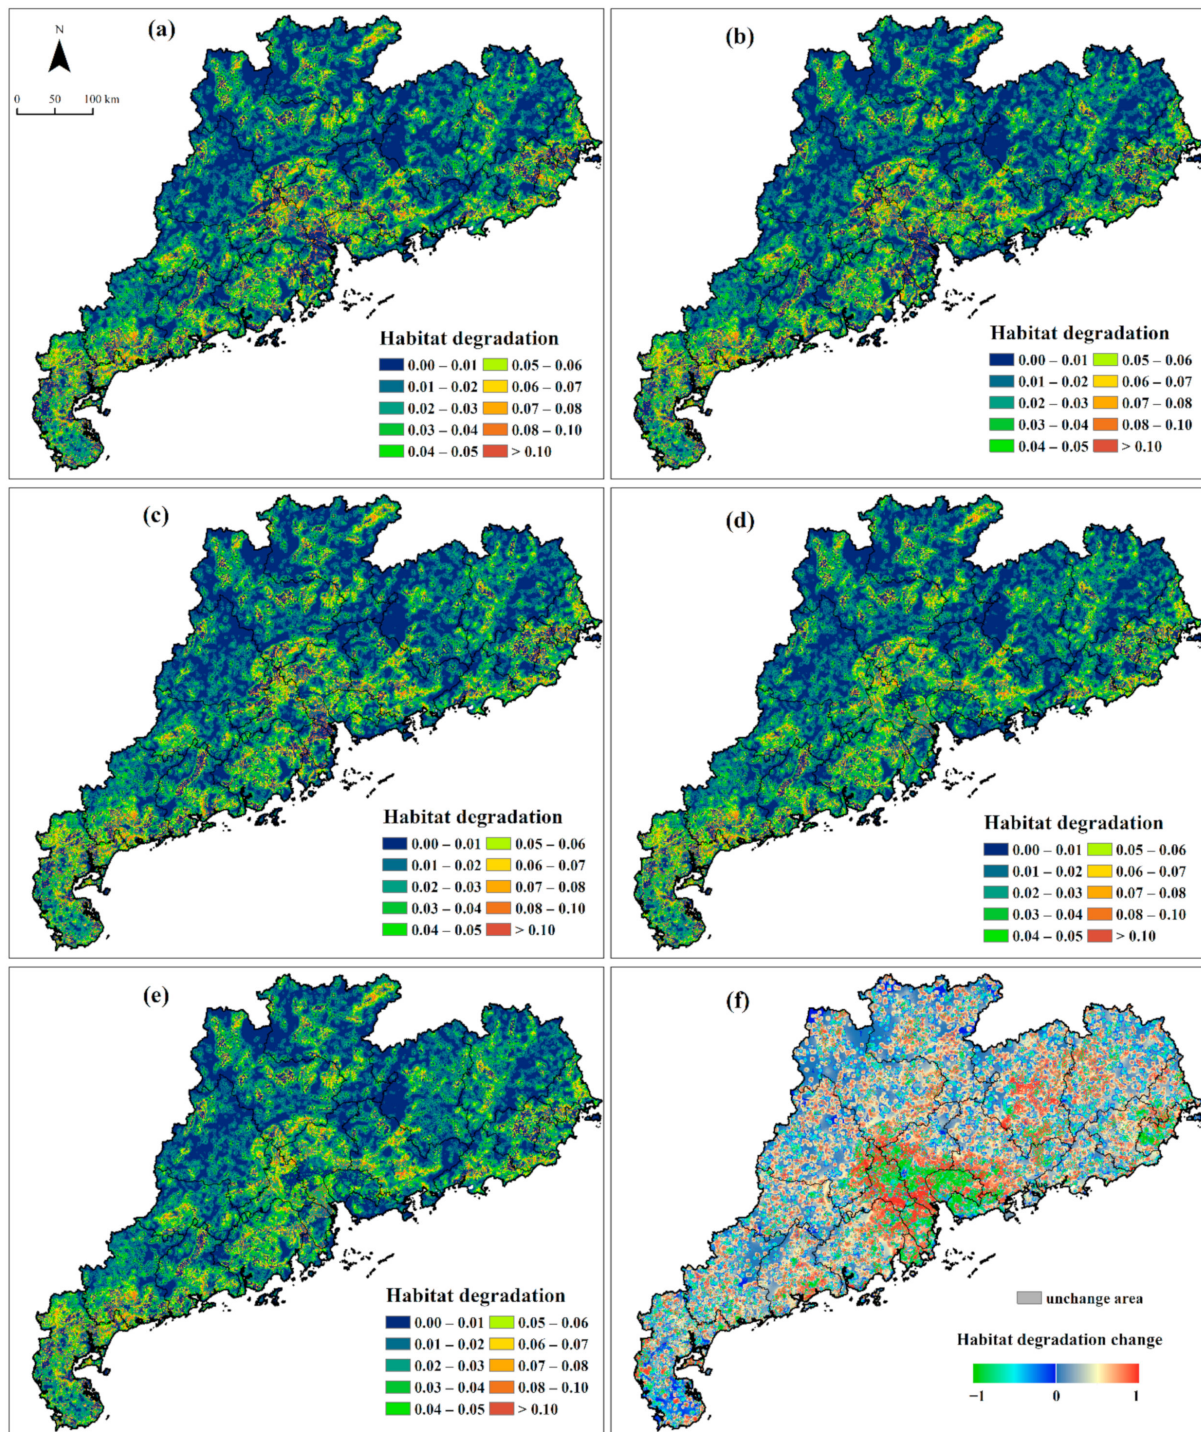 (a)
N
0 50 100 km
Habitat degradation
0.00 – 0.01 0.05 – 0.06
0.01 – 0.02 0.06 – 0.07
0.02 – 0.03 0.07 – 0.08
0.03 – 0.04 0.08 – 0.10
0.04 – 0.05 > 0.10
(b)
Habitat degradation
0.00 – 0.01 0.05 – 0.06
0.01 – 0.02 0.06 – 0.07
0.02 – 0.03 0.07 – 0.08
0.03 – 0.04 0.08 – 0.10
0.04 – 0.05 > 0.10
(c)
Habitat degradation
0.00 – 0.01 0.05 – 0.06
0.01 – 0.02 0.06 – 0.07
0.02 – 0.03 0.07 – 0.08
0.03 – 0.04 0.08 – 0.10
0.04 – 0.05 > 0.10
(d)
Habitat degradation
0.00 – 0.01 0.05 – 0.06
0.01 – 0.02 0.06 – 0.07
0.02 – 0.03 0.07 – 0.08
0.03 – 0.04 0.08 – 0.10
0.04 – 0.05 > 0.10
(e)
Habitat degradation
0.00 – 0.01 0.05 – 0.06
0.01 – 0.02 0.06 – 0.07
0.02 – 0.03 0.07 – 0.08
0.03 – 0.04 0.08 – 0.10
0.04 – 0.05 > 0.10
(f)
unchange area
Habitat degradation change
−1 0 1